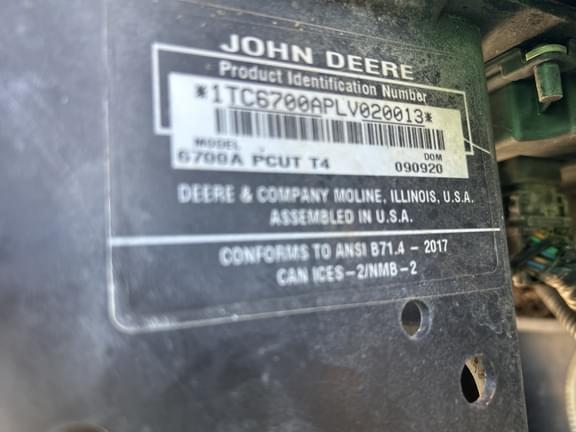 JOHN DEERE
Product Identification Number
*1TC6700APLV020013*
MODEL DOM
6700A PCUT T4 090920
DEERE & COMPANY MOLINE, ILLINOIS, U.S.A.
ASSEMBLED IN U.S.A.
CONFORMS TO ANSI B71.4 - 2017
CAN ICES-2/NMB-2